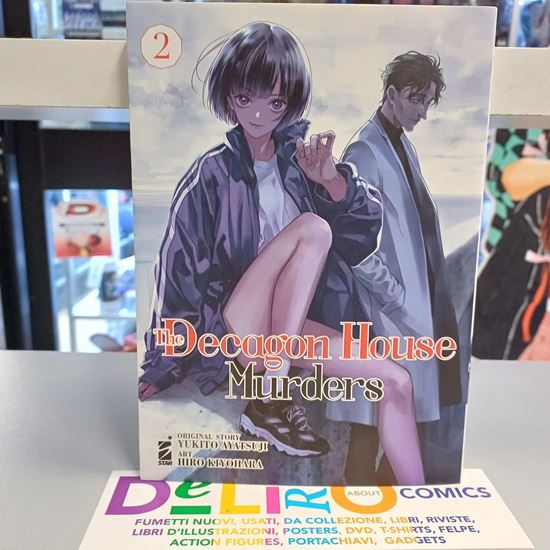 2
The Decagon House
Murders
ORIGINAL STORY
YUKITO AYATSUJI
ART
HIRO KIYOHARA
STAR
DeLiRiO ABOUT COMICS
FUMETTI NUOVI, USATI, DA COLLEZIONE, LIBRI, RIVISTE,
LIBRI D'ILLUSTRAZIONI, POSTERS, DVD, T-SHIRTS, FELPE,
ACTION FIGURES, PORTACHIAVI, GADGETS